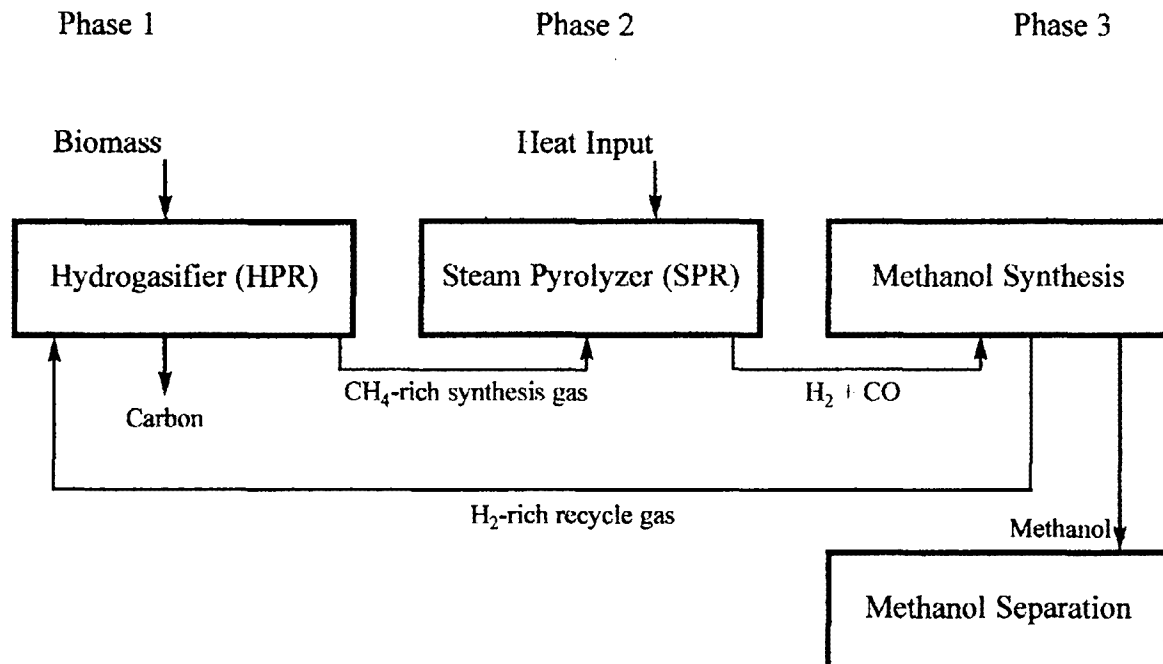 Phase 1
Phase 2
Phase 3
Biomass
Heat Input
Hydrogasifier (HPR)
Steam Pyrolyzer (SPR)
Methanol Synthesis
CH₄-rich synthesis gas
H₂ + CO
Carbon
H₂-rich recycle gas
Methanol
Methanol Separation